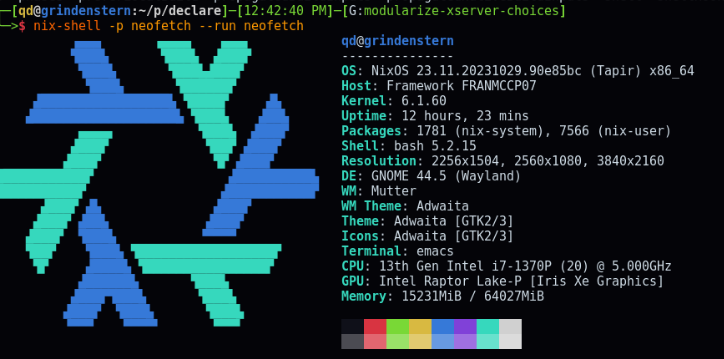 [qd@grindenstern:~/p/declare]-[12:42:40 PM]-[G:modularize-xserver-choices]
->$ nix-shell -p neofetch --run neofetch
qd@grindenstern
---------------
OS: NixOS 23.11.20231029.90e85bc (Tapir) x86_64
Host: Framework FRANMCCP07
Kernel: 6.1.60
Uptime: 12 hours, 23 mins
Packages: 1781 (nix-system), 7566 (nix-user)
Shell: bash 5.2.15
Resolution: 2256x1504, 2560x1080, 3840x2160
DE: GNOME 44.5 (Wayland)
WM: Mutter
WM Theme: Adwaita
Theme: Adwaita [GTK2/3]
Icons: Adwaita [GTK2/3]
Terminal: emacs
CPU: 13th Gen Intel i7-1370P (20) @ 5.000GHz
GPU: Intel Raptor Lake-P [Iris Xe Graphics]
Memory: 15231MiB / 64027MiB